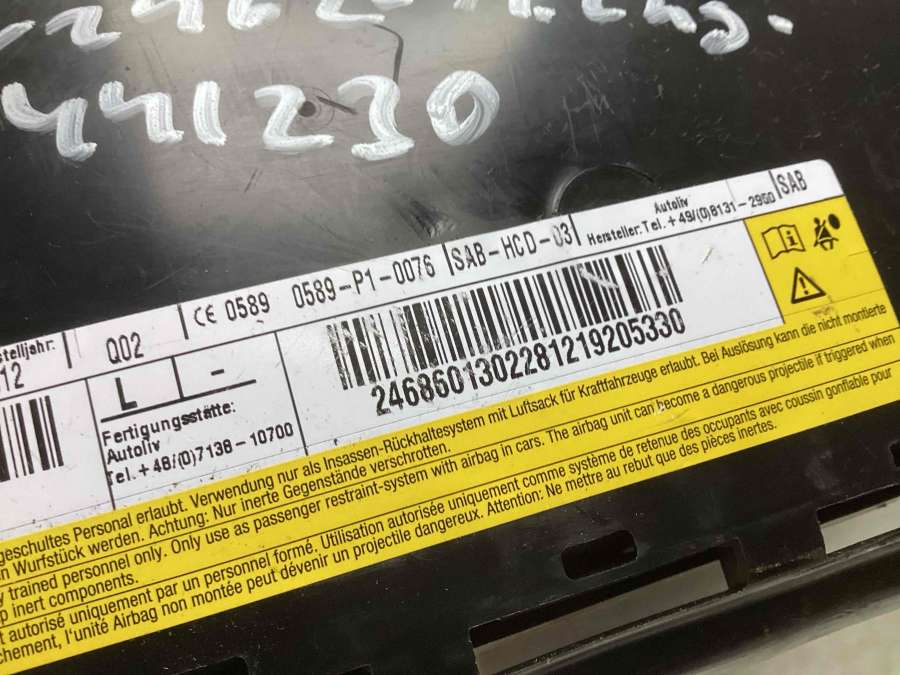 441230
stelljahr.
12
Q02
CE 0589 0589-P1-0076
SAB-HCD-03
Autoliv
Hersteller:Tel.+49/(0)8131-2950
SAB
L -
Fertigungsstätte:
Autoliv
Tel.+48/(0)7138-10700
2468601302281219205330
geschultes Personal erlaubt. Verwendung nur als Insassen-Rückhaltesystem mit Luftsack für Kraftfahrzeuge erlaubt. Bei Auslösung kann die nicht montierte
n Wurfstück werden. Achtung: Nur inerte Gegenstände verschrotten.
y trained personnel only. Only use as passenger restraint-system with airbag in cars. The airbag unit can become a dangerous projectile if triggered when
p inert components.
t autorisé uniquement par un personnel formé. Utilisation autorisée uniquement comme système de retenue des occupants avec coussin gonflable pour
chement, l'unité Airbag non montée peut dévenir un projectile dangereux. Attention: Ne mettre au rebut que des pièces inertes.